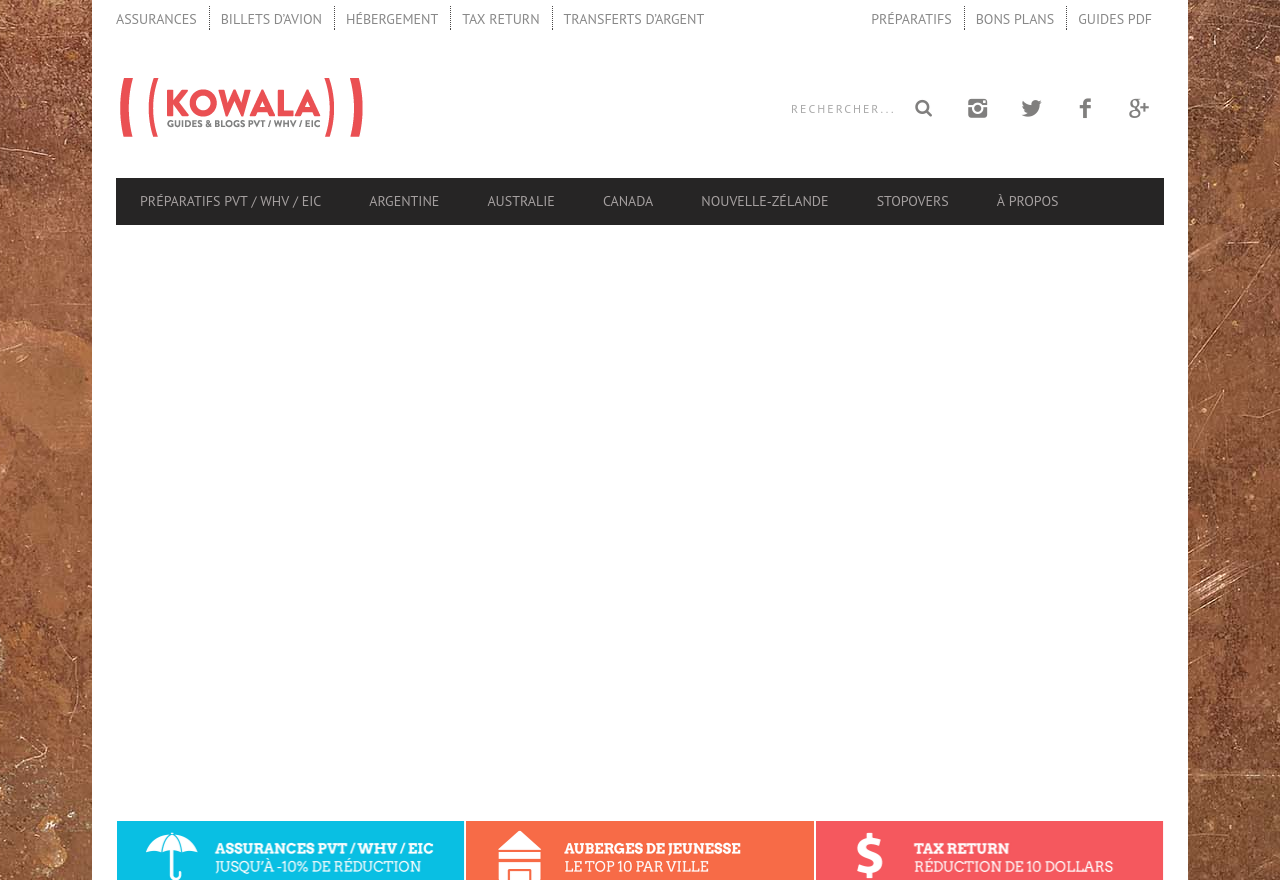 ASSURANCES BILLETS D'AVION HÉBERGEMENT TAX RETURN TRANSFERTS D'ARGENT PRÉPARATIFS BONS PLANS GUIDES PDF
KOWALA
GUIDES & BLOGS PVT / WHV / EIC
RECHERCHER...
PRÉPARATIFS PVT / WHV / EIC ARGENTINE AUSTRALIE CANADA NOUVELLE-ZÉLANDE STOPOVERS À PROPOS
ASSURANCES PVT / WHV / EIC
JUSQU'À -10% DE RÉDUCTION
AUBERGES DE JEUNESSE
LE TOP 10 PAR VILLE
TAX RETURN
RÉDUCTION DE 10 DOLLARS